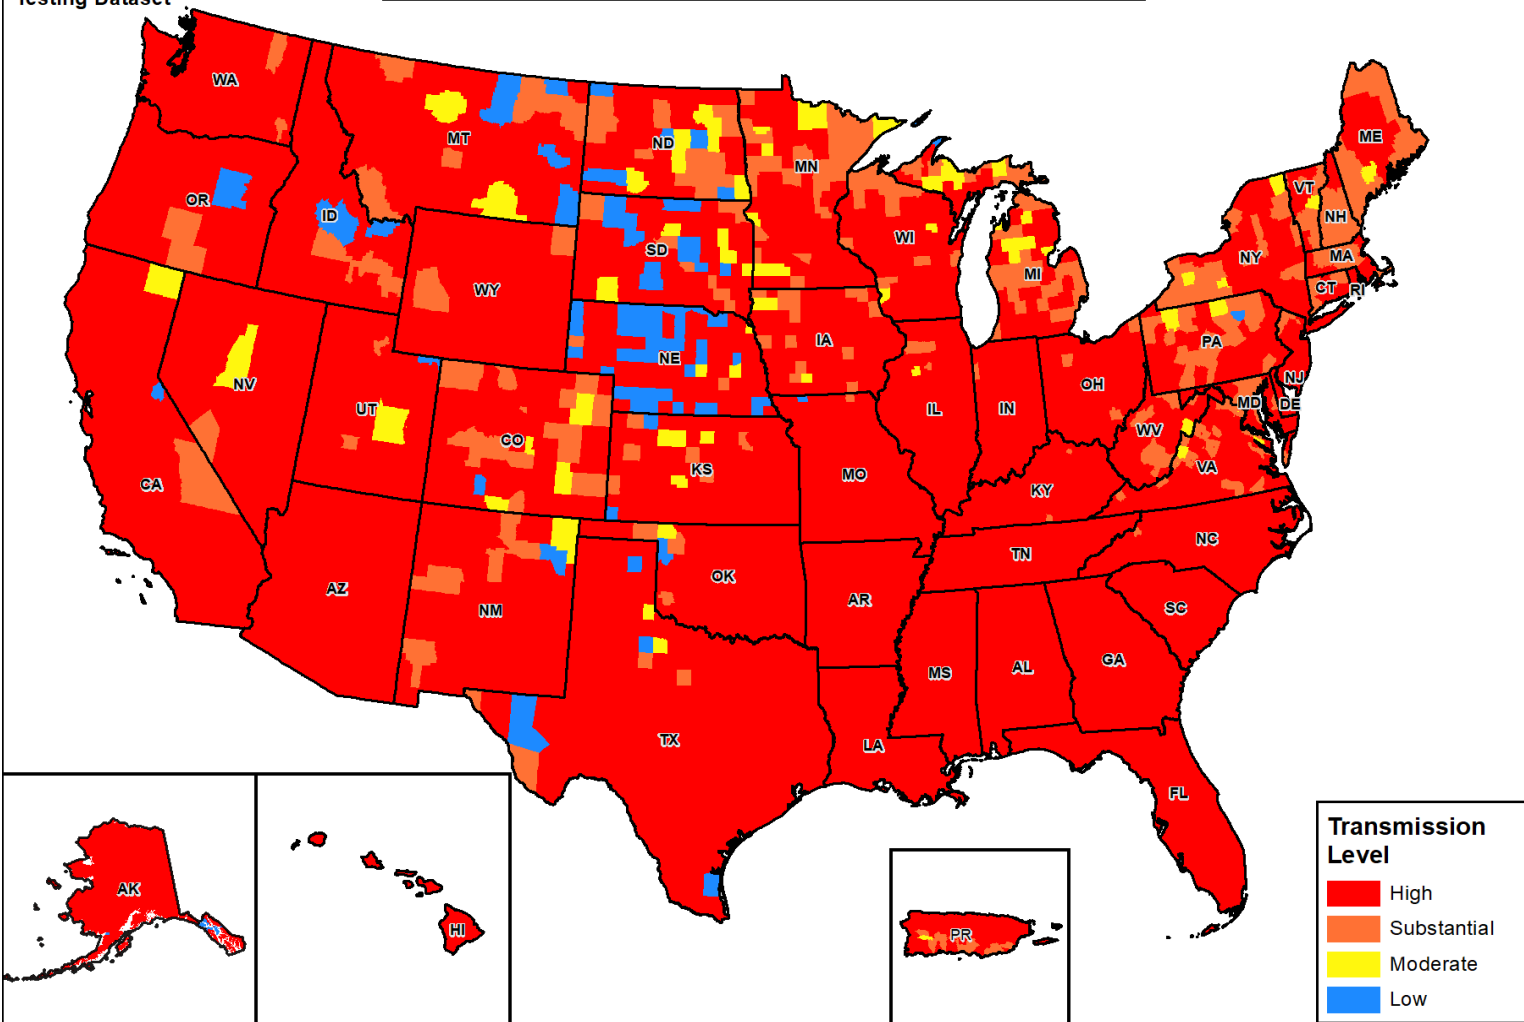 Testing Dataset
WA
MT
ND
MN
ME
OR
ID
SD
WI
VT
NH
WY
MI
NY
MA
CT
RI
NV
UT
NE
IA
PA
OH
NJ
CO
IL
IN
MD
DE
WV
CA
KS
MO
KY
VA
AZ
NM
OK
AR
TN
NC
SC
TX
LA
MS
AL
GA
FL
AK
HI
PR
Transmission
Level
High
Substantial
Moderate
Low